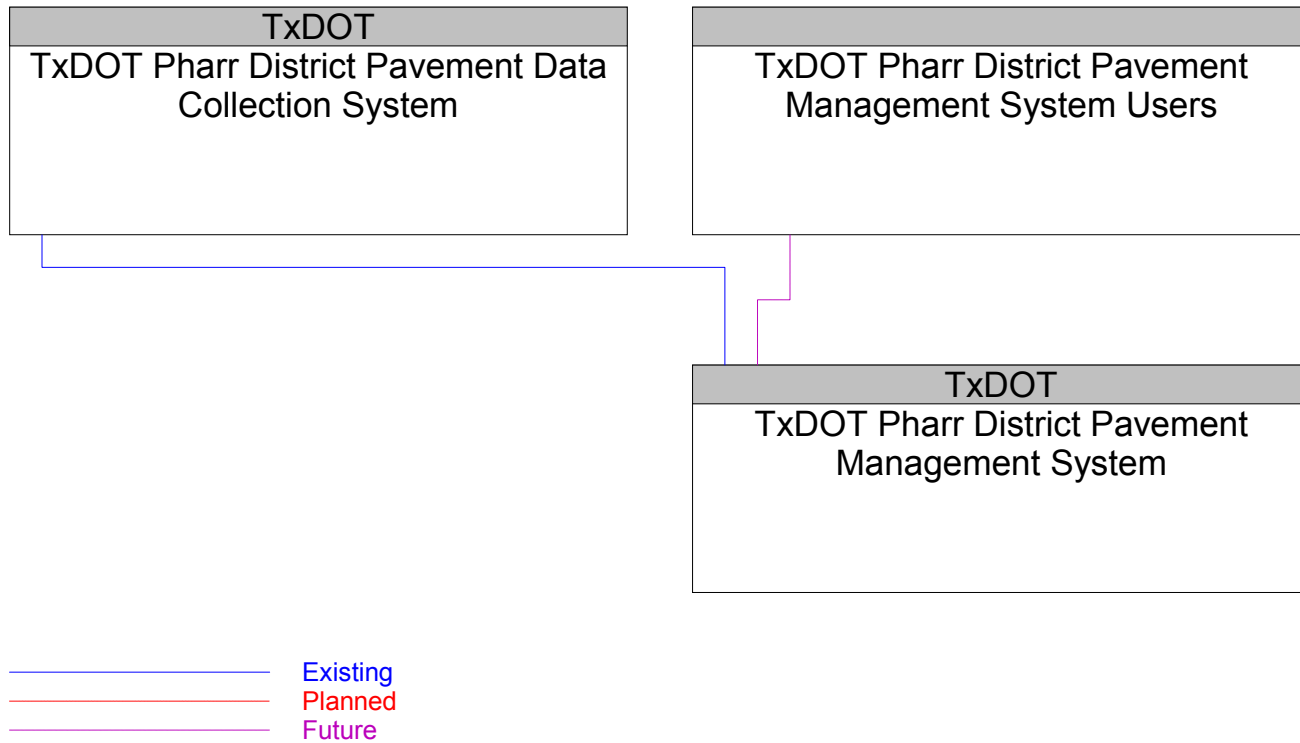 TxDOT
TxDOT Pharr District Pavement Data
Collection System
TxDOT Pharr District Pavement
Management System Users
TxDOT
TxDOT Pharr District Pavement
Management System
Existing
Planned
Future